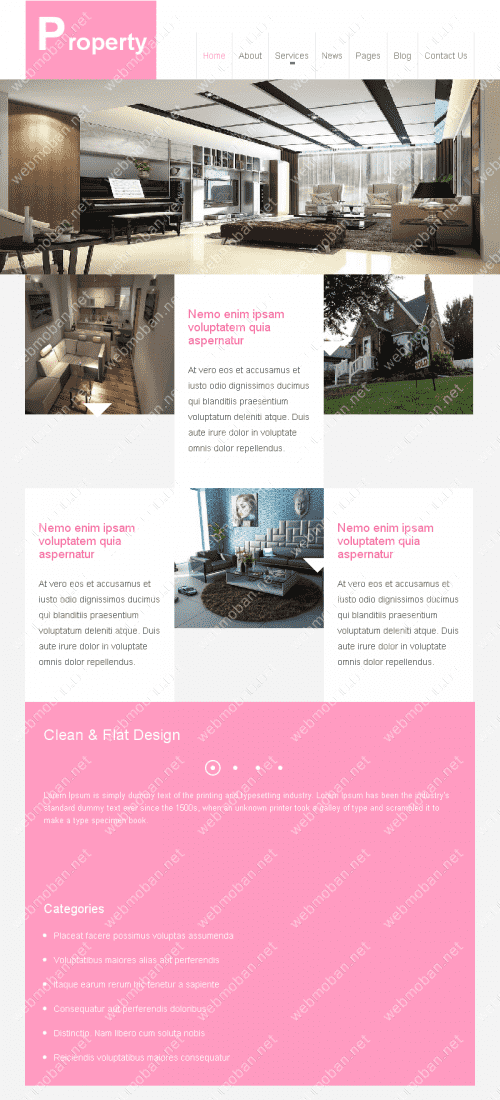 Property
Home About Services News Pages Blog Contact Us
Nemo enim ipsam
voluptatem quia
aspernatur
At vero eos et accusamus et
iusto odio dignissimos ducimus
qui blanditiis praesentium
voluptatum deleniti atque. Duis
aute irure dolor in voluptate
omnis dolor repellendus.
Nemo enim ipsam
voluptatem quia
aspernatur
At vero eos et accusamus et
iusto odio dignissimos ducimus
qui blanditiis praesentium
voluptatum deleniti atque. Duis
aute irure dolor in voluptate
omnis dolor repellendus.
Nemo enim ipsam
voluptatem quia
aspernatur
At vero eos et accusamus et
iusto odio dignissimos ducimus
qui blanditiis praesentium
voluptatum deleniti atque. Duis
aute irure dolor in voluptate
omnis dolor repellendus.
Clean & Flat Design
Lorem Ipsum is simply dummy text of the printing and typesetting industry. Lorem Ipsum has been the industry's
standard dummy text ever since the 1500s, when an unknown printer took a galley of type and scrambled it to
make a type specimen book.
Categories
Placeat facere possimus voluptas assumenda
Voluptatibus maiores alias aut perferendis
Itaque earum rerum hic tenetur a sapiente
Consequatur aut perferendis doloribus
Distinctio. Nam libero cum soluta nobis
Reiciendis voluptatibus maiores consequatur
webmoban.net